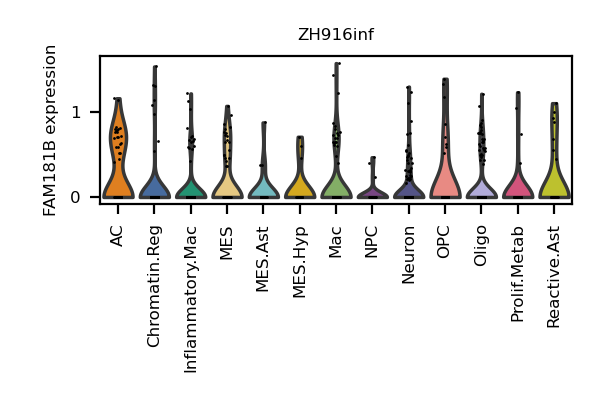 ZH916inf
FAM181B expression
1
0
AC
Chromatin.Reg
Inflammatory.Mac
MES
MES.Ast
MES.Hyp
Mac
NPC
Neuron
OPC
Oligo
Prolif.Metab
Reactive.Ast